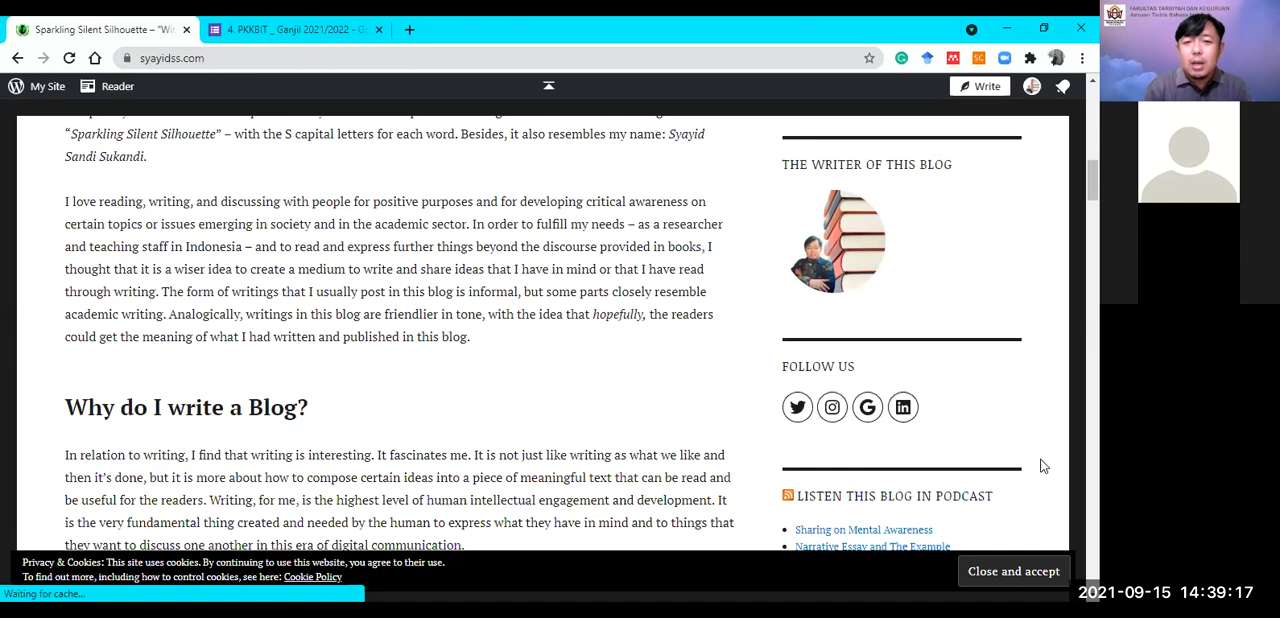 Sparkling Silent Silhouette – "Wit
4. PKKBIT _ Ganjil 2021/2022 - Go
syayidss.com
My Site
Reader
Write
"Sparkling Silent Silhouette" – with the S capital letters for each word. Besides, it also resembles my name: Syayid
Sandi Sukandi.
I love reading, writing, and discussing with people for positive purposes and for developing critical awareness on
certain topics or issues emerging in society and in the academic sector. In order to fulfill my needs – as a researcher
and teaching staff in Indonesia – and to read and express further things beyond the discourse provided in books, I
thought that it is a wiser idea to create a medium to write and share ideas that I have in mind or that I have read
through writing. The form of writings that I usually post in this blog is informal, but some parts closely resemble
academic writing. Analogically, writings in this blog are friendlier in tone, with the idea that hopefully, the readers
could get the meaning of what I had written and published in this blog.
Why do I write a Blog?
In relation to writing, I find that writing is interesting. It fascinates me. It is not just like writing as what we like and
then it's done, but it is more about how to compose certain ideas into a piece of meaningful text that can be read and
be useful for the readers. Writing, for me, is the highest level of human intellectual engagement and development. It
is the very fundamental thing created and needed by the human to express what they have in mind and to things that
they want to discuss one another in this era of digital communication.
THE WRITER OF THIS BLOG
FOLLOW US
LISTEN THIS BLOG IN PODCAST
Sharing on Mental Awareness
Narrative Essay and The Example
Privacy & Cookies: This site uses cookies. By continuing to use this website, you agree to their use.
To find out more, including how to control cookies, see here: Cookie Policy
Close and accept
Waiting for cache...
FAKULTAS TARBIYAH DAN KEGURUAN
2021-09-15 14:39:17